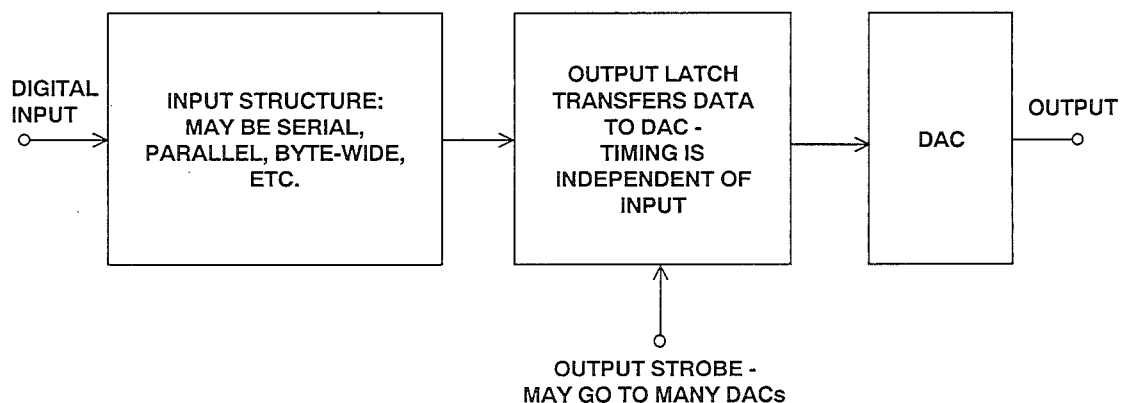 DIGITAL
INPUT
INPUT STRUCTURE:
MAY BE SERIAL,
PARALLEL, BYTE-WIDE,
ETC.
OUTPUT LATCH
TRANSFERS DATA
TO DAC -
TIMING IS
INDEPENDENT OF
INPUT
DAC
OUTPUT
OUTPUT STROBE -
MAY GO TO MANY DACs